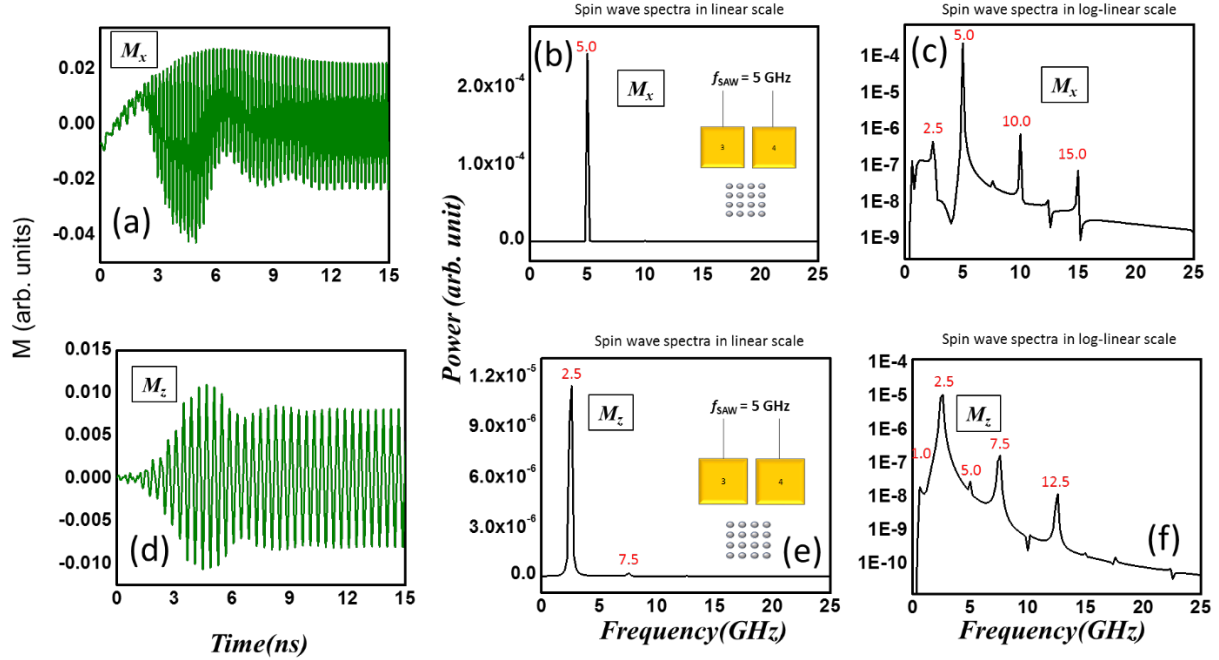 Spin wave spectra in linear scale
Spin wave spectra in log-linear scale
M (arb. units)
0.02
0.00
-0.02
-0.04
Mx
(a)
0 3 6 9 12 15
Power (arb. unit)
2.0x10-4
1.0x10-4
0.0
(b)
5.0
Mx
fSAW = 5 GHz
3 4
0 5 10 15 20 25
1E-4
1E-5
1E-6
1E-7
1E-8
1E-9
(c)
5.0
Mx
2.5
10.0
15.0
0 5 10 15 20 25
Spin wave spectra in linear scale
Spin wave spectra in log-linear scale
0.015
0.010
0.005
0.000
-0.005
-0.010
Mz
(d)
0 3 6 9 12 15
Time(ns)
1.2x10-5
9.0x10-6
6.0x10-6
3.0x10-6
0.0
2.5
Mz
fSAW = 5 GHz
3 4
7.5
(e)
0 5 10 15 20 25
Frequency(GHz)
1E-4
1E-5
1E-6
1E-7
1E-8
1E-9
1E-10
2.5
Mz
1.0
5.0
7.5
12.5
(f)
0 5 10 15 20 25
Frequency(GHz)